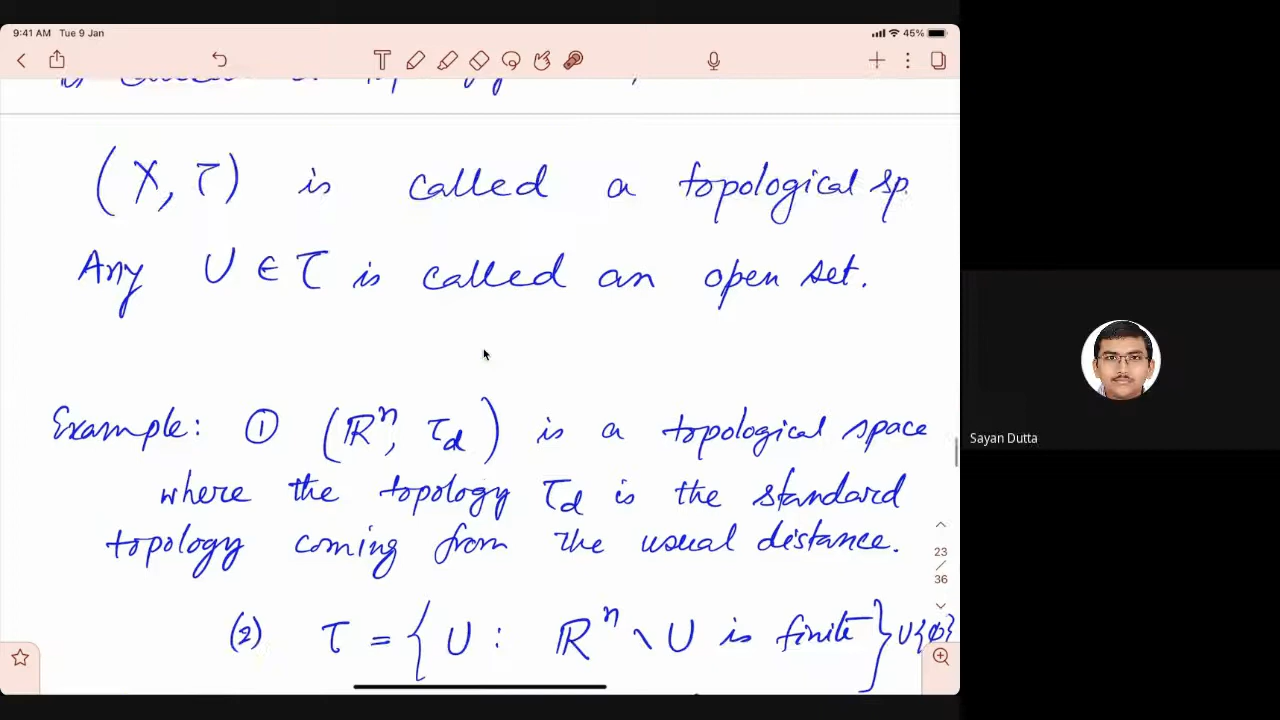 9:41 AM Tue 9 Jan
45%
(X, τ) is called a topological sp.
Any U ∈ τ is called an open set.
Example: ① (ℝⁿ, τ_d) is a topological space
where the topology τ_d is the standard
topology coming from the usual distance.
(2) τ = { U : ℝⁿ \ U is finite } ∪ {φ}
23
/
36
Sayan Dutta